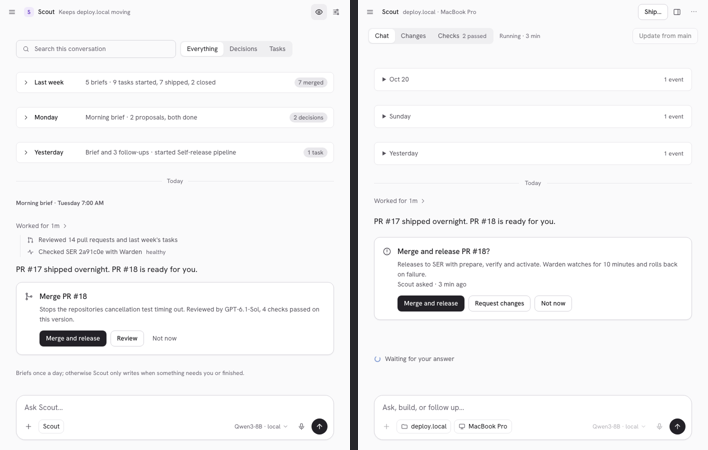 S Scout Keeps deploy.local moving
Search this conversation
Everything Decisions Tasks
Last week 5 briefs · 9 tasks started, 7 shipped, 2 closed 7 merged
Monday Morning brief · 2 proposals, both done 2 decisions
Yesterday Brief and 3 follow-ups · started Self-release pipeline 1 task
Today
Morning brief · Tuesday 7:00 AM
Worked for 1m
Reviewed 14 pull requests and last week's tasks
Checked SER 2a91c0e with Warden healthy
PR #17 shipped overnight. PR #18 is ready for you.
Merge PR #18
Stops the repositories cancellation test timing out. Reviewed by GPT-6.1-Sol, 4 checks passed on
this version.
Merge and release Review Not now
Briefs once a day; otherwise Scout only writes when something needs you or finished.
Ask Scout...
Scout Qwen3-8B · local
Scout deploy.local · MacBook Pro Ship...
Chat Changes Checks 2 passed Running · 3 min Update from main
Oct 20 1 event
Sunday 1 event
Yesterday 1 event
Today
Worked for 1m
PR #17 shipped overnight. PR #18 is ready for you.
Merge and release PR #18?
Releases to SER with prepare, verify and activate. Warden watches for 10 minutes and rolls back
on failure.
Scout asked · 3 min ago
Merge and release Request changes Not now
Waiting for your answer
Ask, build, or follow up...
deploy.local MacBook Pro Qwen3-8B · local